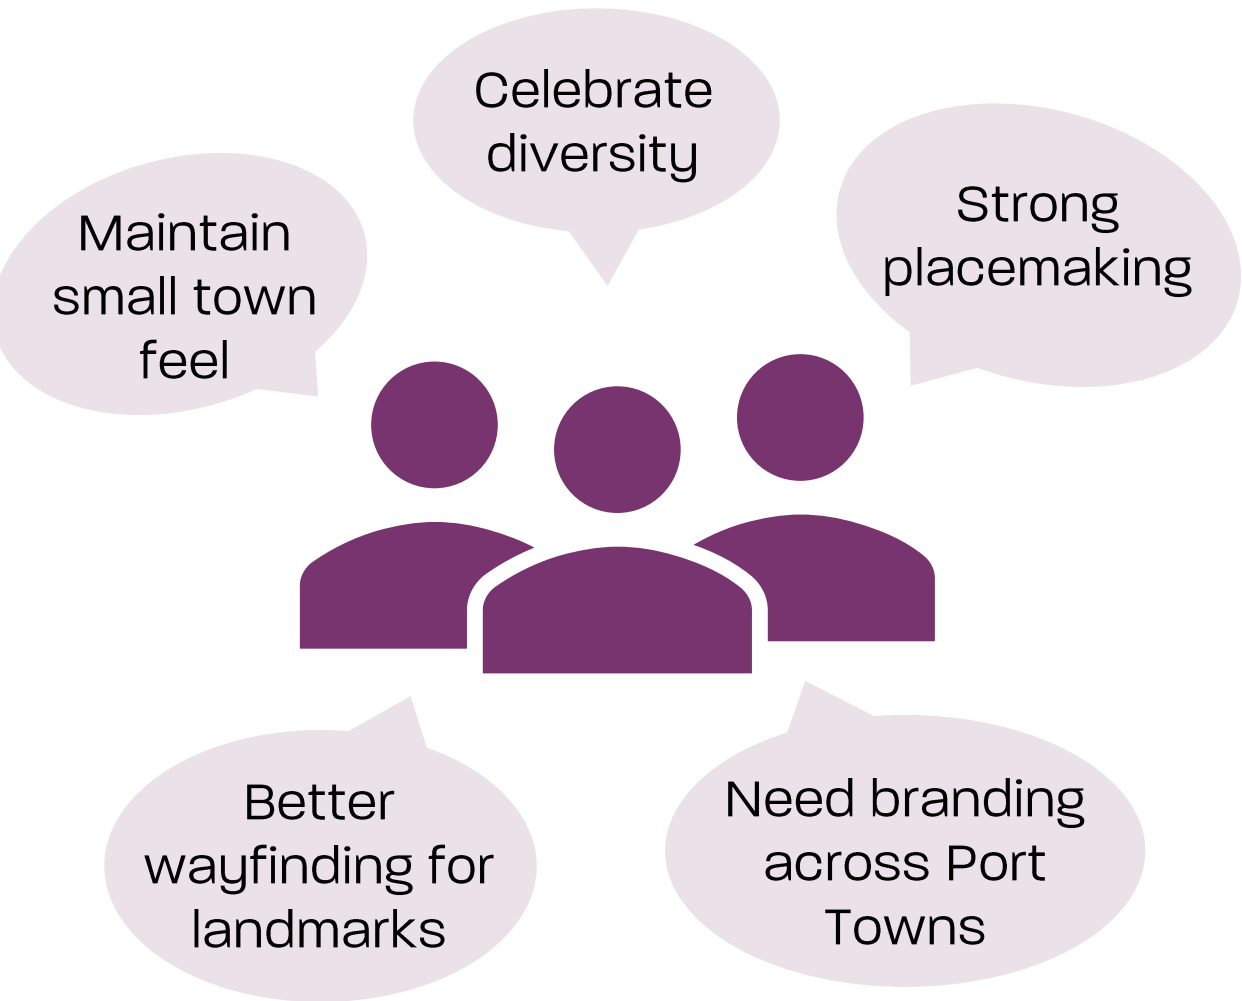 Celebrate
diversity
Strong
placemaking
Maintain
small town
feel
Better
wayfinding for
landmarks
Need branding
across Port
Towns